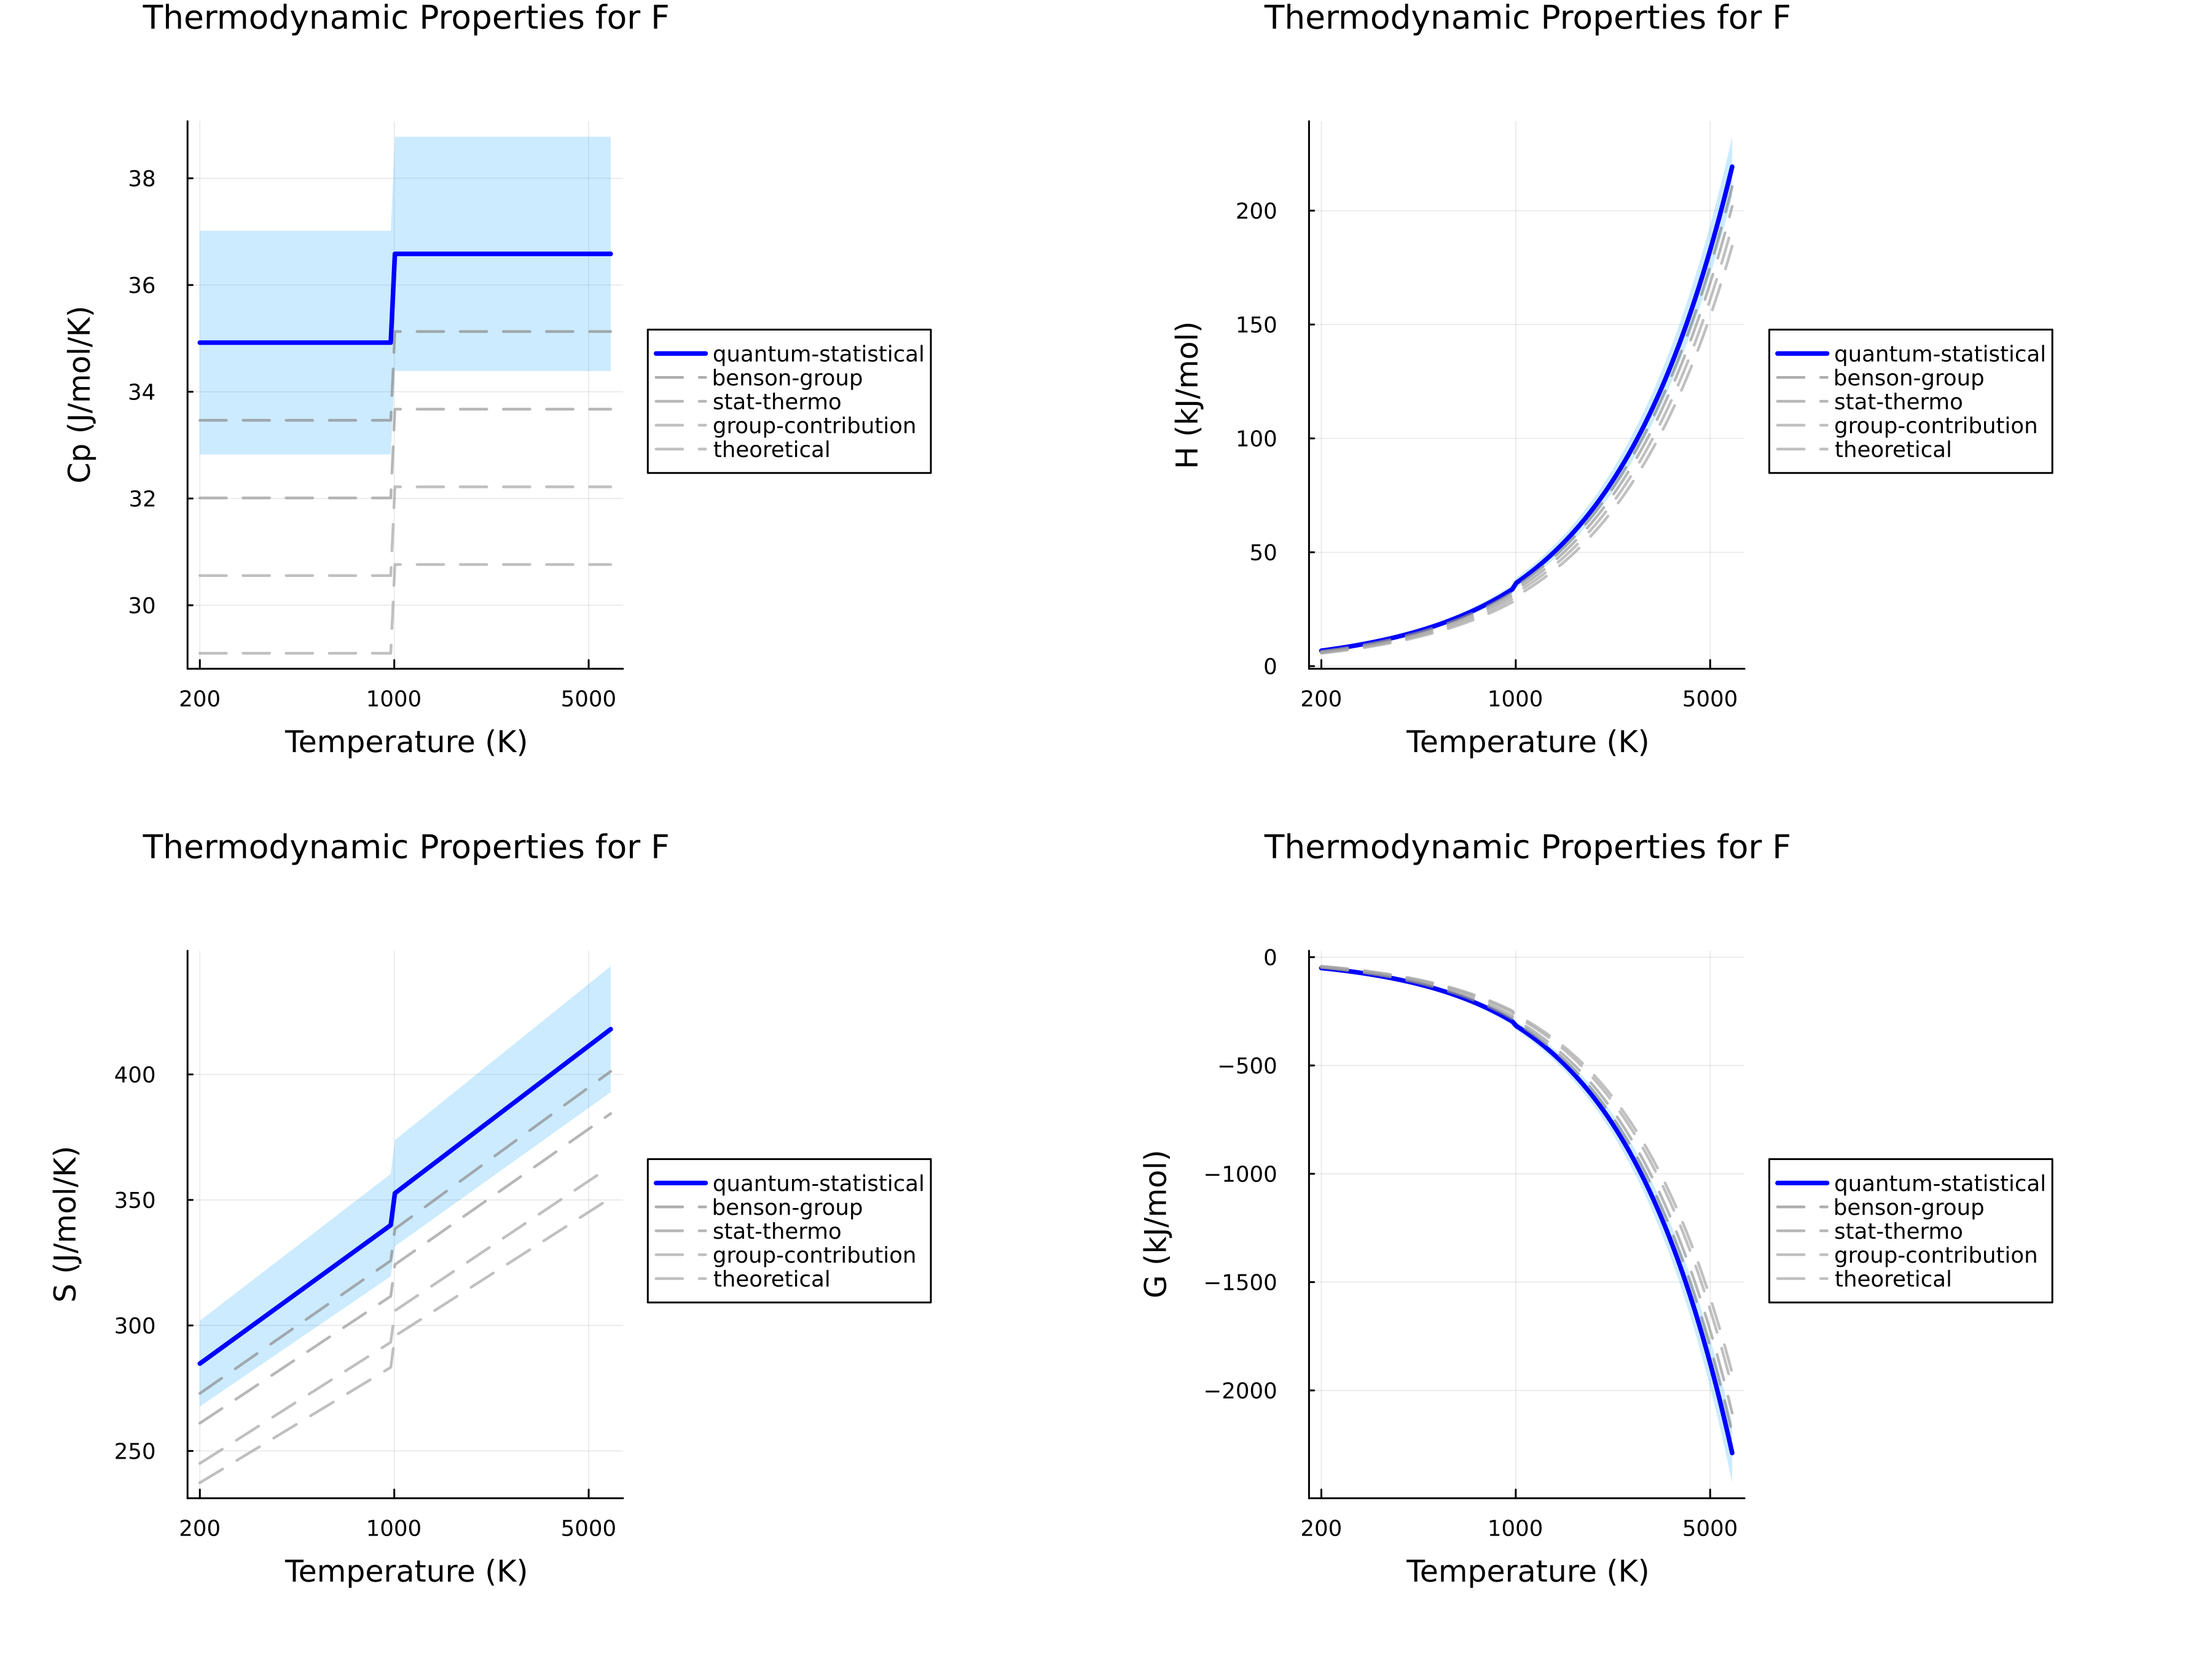 Thermodynamic Properties for F
Cp (J/mol/K)
38
36
34
32
30
200 1000 5000
Temperature (K)
quantum-statistical
benson-group
stat-thermo
group-contribution
theoretical
Thermodynamic Properties for F
H (kJ/mol)
200
150
100
50
0
200 1000 5000
Temperature (K)
quantum-statistical
benson-group
stat-thermo
group-contribution
theoretical
Thermodynamic Properties for F
S (J/mol/K)
400
350
300
250
200 1000 5000
Temperature (K)
quantum-statistical
benson-group
stat-thermo
group-contribution
theoretical
Thermodynamic Properties for F
G (kJ/mol)
0
−500
−1000
−1500
−2000
200 1000 5000
Temperature (K)
quantum-statistical
benson-group
stat-thermo
group-contribution
theoretical